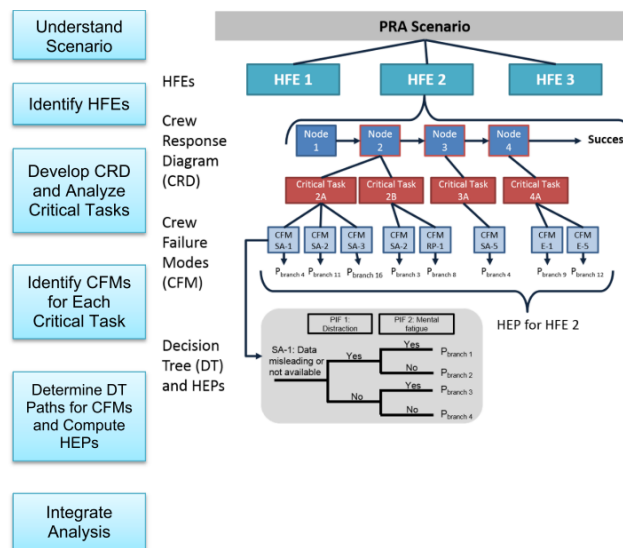 Understand
Scenario
Identify HFEs
Develop CRD
and Analyze
Critical Tasks
Identify CFMs
for Each
Critical Task
Determine DT
Paths for CFMs
and Compute
HEPs
Integrate
Analysis
PRA Scenario
HFEs
HFE 1
HFE 2
HFE 3
Crew
Response
Diagram
(CRD)
Node
1
Node
2
Node
3
Node
4
Succes
Critical Task
2A
Critical Task
2B
Critical Task
3A
Critical Task
4A
Crew
Failure
Modes
(CFM)
CFM
SA-1
CFM
SA-2
CFM
SA-3
CFM
SA-2
CFM
RP-1
CFM
SA-5
CFM
E-1
CFM
E-5
Pbranch 4
Pbranch 11
Pbranch 16
Pbranch 3
Pbranch 8
Pbranch 4
Pbranch 9
Pbranch 12
HEP for HFE 2
Decision
Tree (DT)
and HEPs
PIF 1:
Distraction
PIF 2: Mental
fatigue
SA-1: Data
misleading or
not available
Yes
No
Yes
No
Yes
No
Pbranch 1
Pbranch 2
Pbranch 3
Pbranch 4